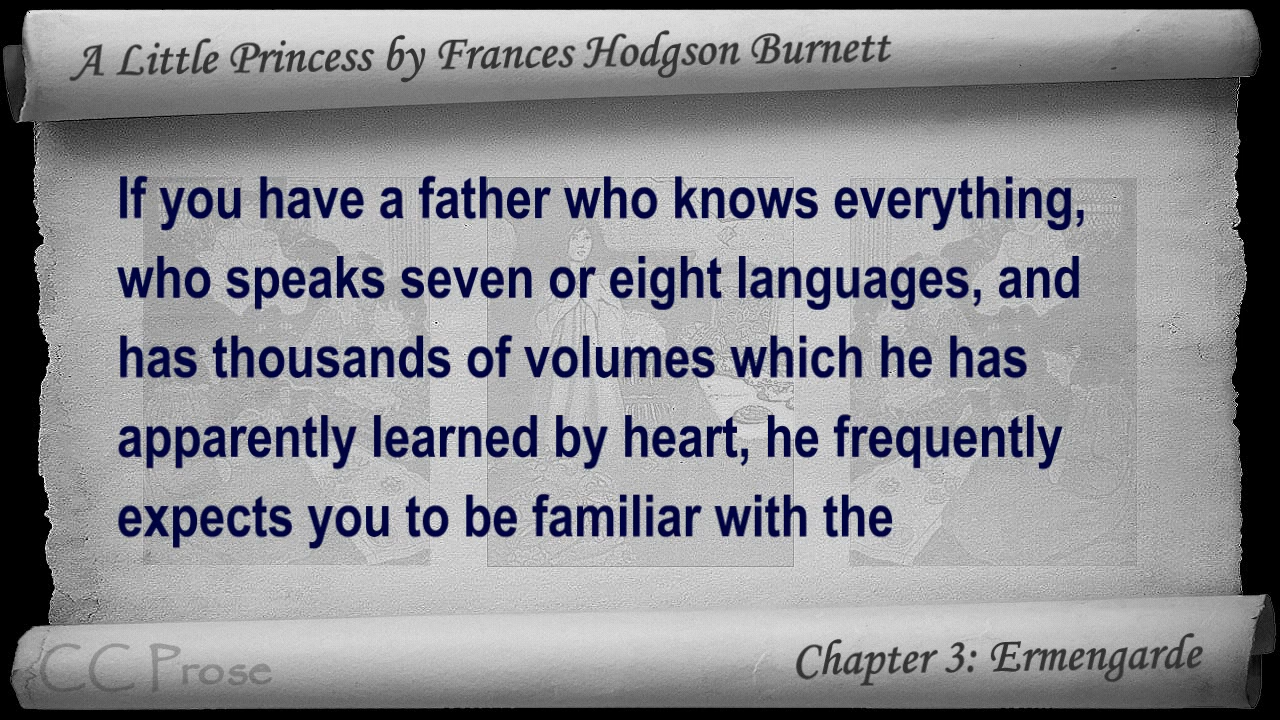 A Little Princess by Frances Hodgson Burnett
If you have a father who knows everything,
who speaks seven or eight languages, and
has thousands of volumes which he has
apparently learned by heart, he frequently
expects you to be familiar with the
CC Prose
Chapter 3: Ermengarde